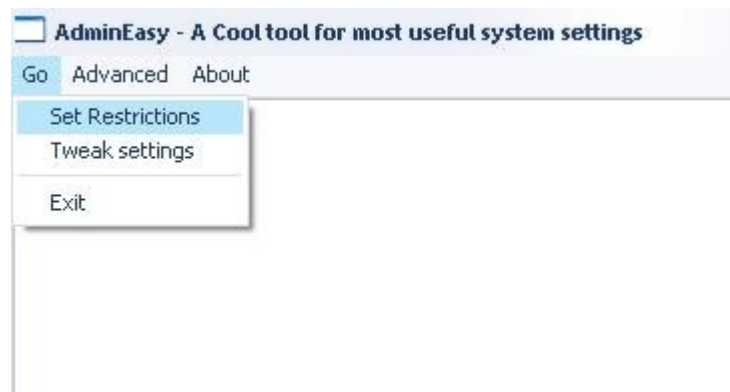 AdminEasy - A Cool tool for most useful system settings
Go Advanced About
Set Restrictions
Tweak settings
Exit